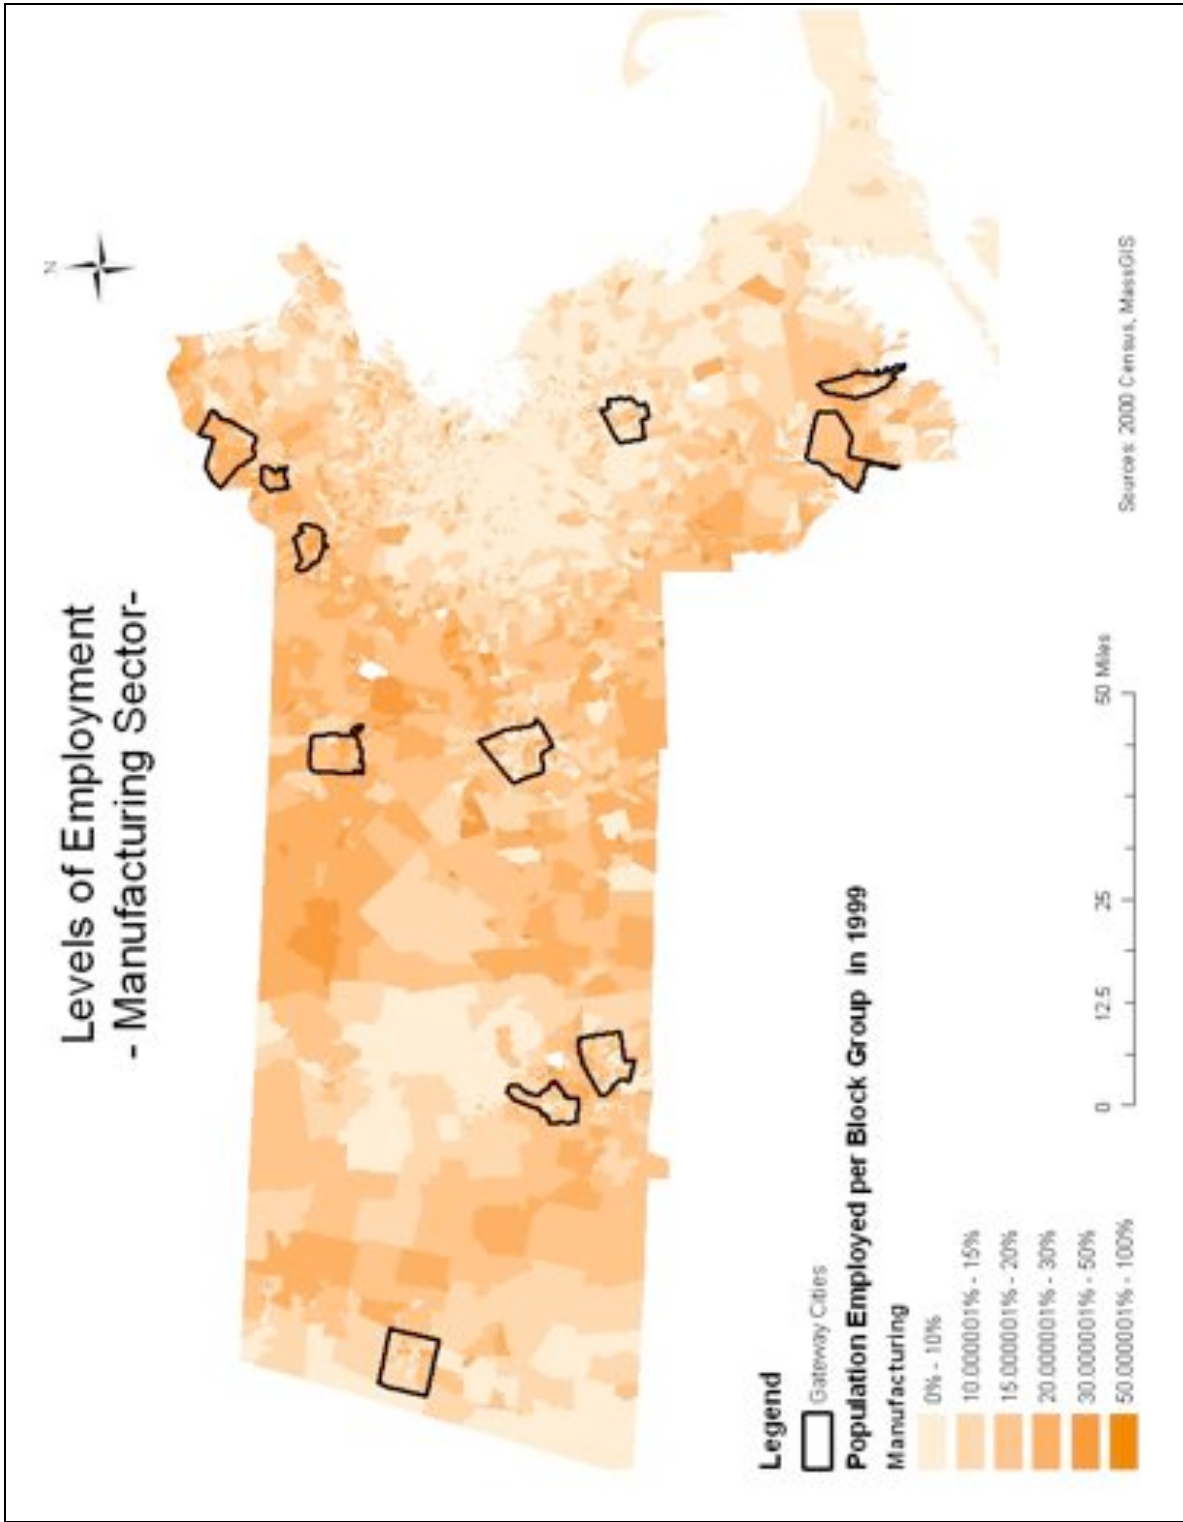 Levels of Employment
- Manufacturing Sector-
N
Legend
Gateway Cities
Population Employed per Block Group in 1999
Manufacturing
0% - 10%
10.000001% - 15%
15.000001% - 20%
20.000001% - 30%
30.000001% - 50%
50.000001% - 100%
0 12.5 25 50 Miles
Sources: 2000 Census, MassGIS